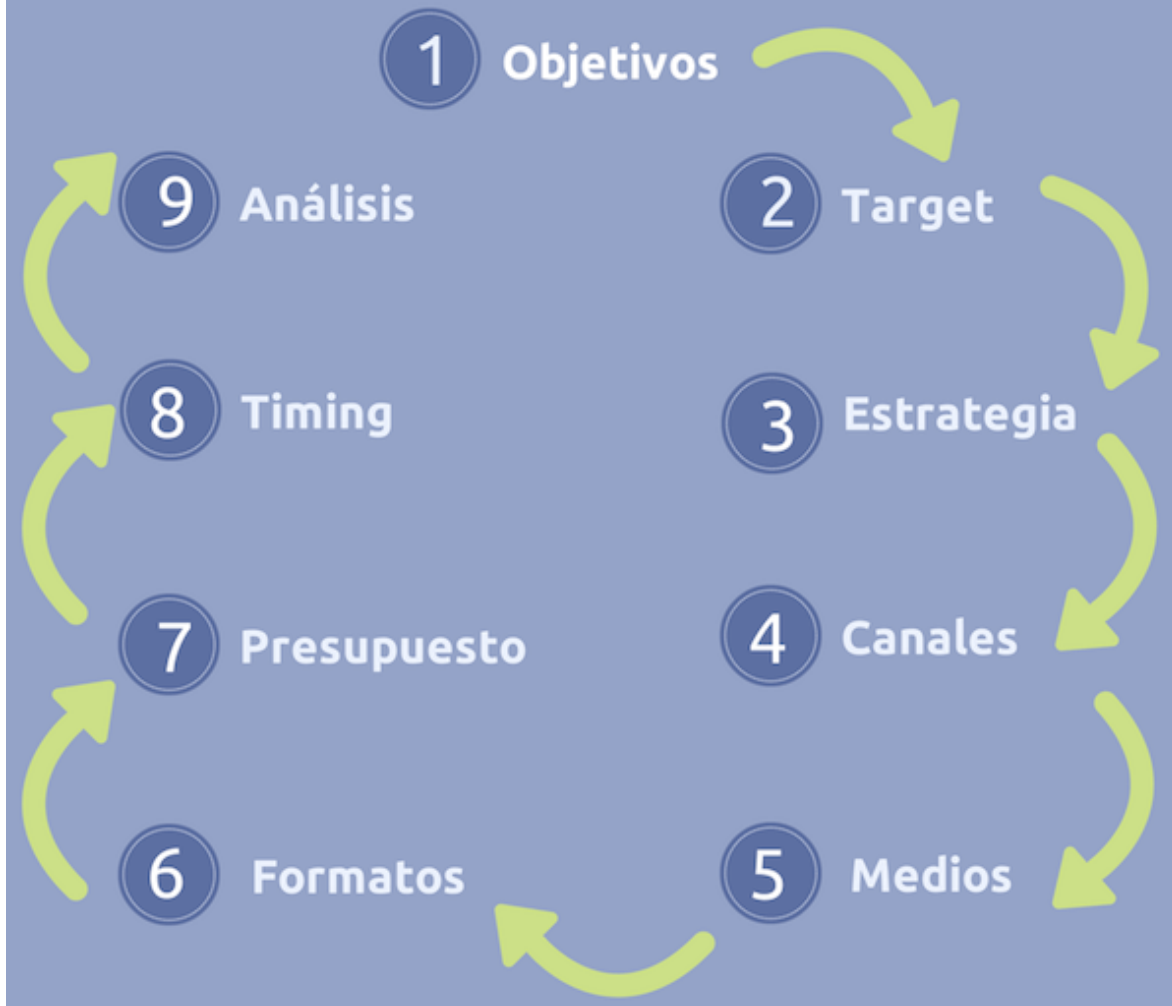 1 Objetivos
2 Target
3 Estrategia
4 Canales
5 Medios
6 Formatos
7 Presupuesto
8 Timing
9 Análisis